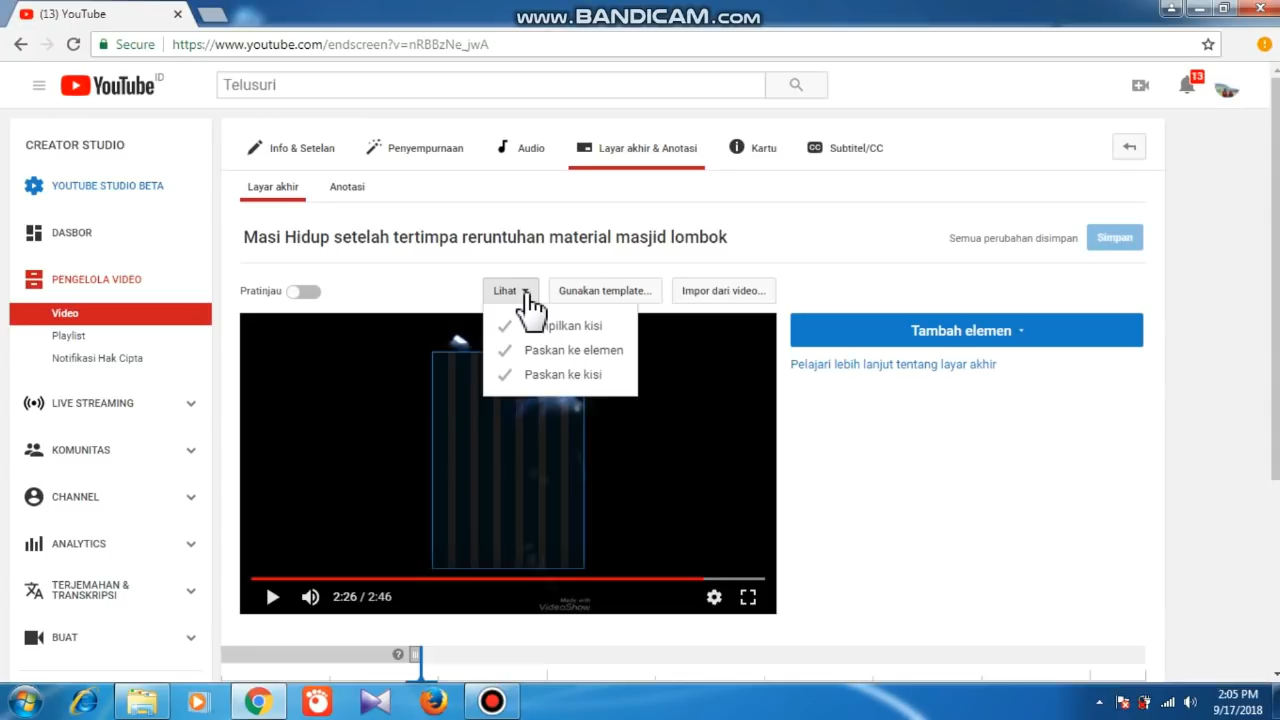 www.BANDICAM.com
(13) YouTube
Secure
https://www.youtube.com/endscreen?v=nRBBzNe_jwA
YouTube ID
Telusuri
13
CREATOR STUDIO
YOUTUBE STUDIO BETA
DASBOR
PENGELOLA VIDEO
Video
Playlist
Notifikasi Hak Cipta
LIVE STREAMING
KOMUNITAS
CHANNEL
ANALYTICS
TERJEMAHAN &
TRANSKRIPSI
BUAT
Info & Setelan
Penyempurnaan
Audio
Layar akhir & Anotasi
Kartu
CC Subtitel/CC
Layar akhir
Anotasi
Masi Hidup setelah tertimpa reruntuhan material masjid lombok
Semua perubahan disimpan
Simpan
Pratinjau
Lihat
Gunakan template...
Impor dari video...
kisi
Paskan ke elemen
Paskan ke kisi
Tambah elemen
Pelajari lebih lanjut tentang layar akhir
2:26 / 2:46
Made with
VideoShow
?
2:05 PM
9/17/2018